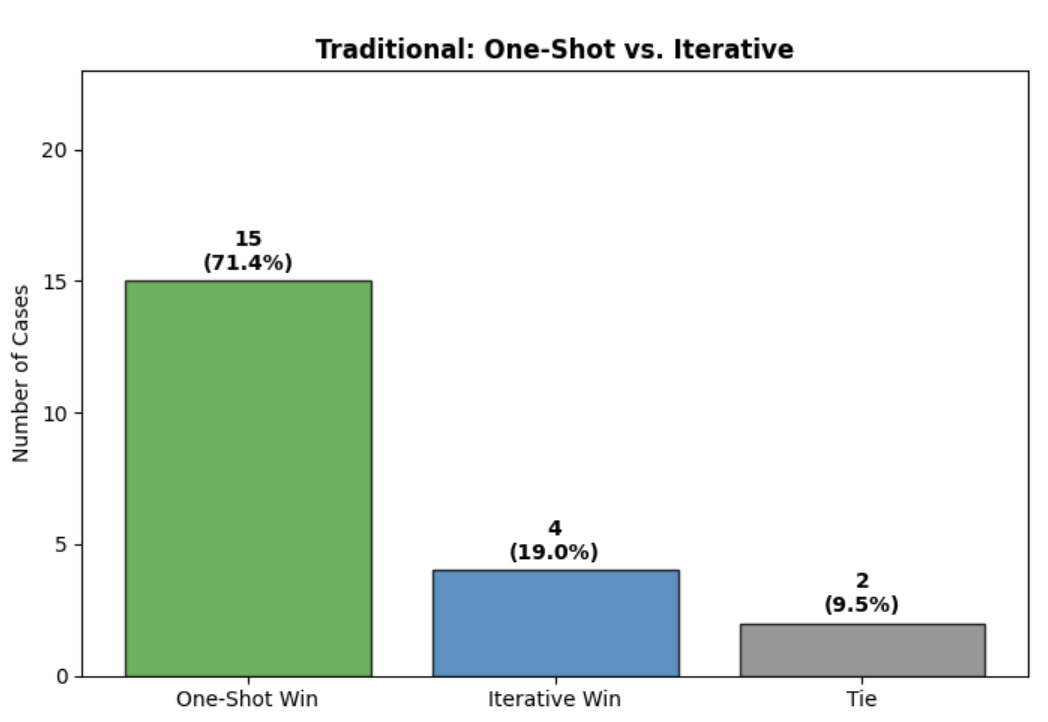 Traditional: One-Shot vs. Iterative
Number of Cases
20
15
10
5
0
15
(71.4%)
4
(19.0%)
2
(9.5%)
One-Shot Win
Iterative Win
Tie